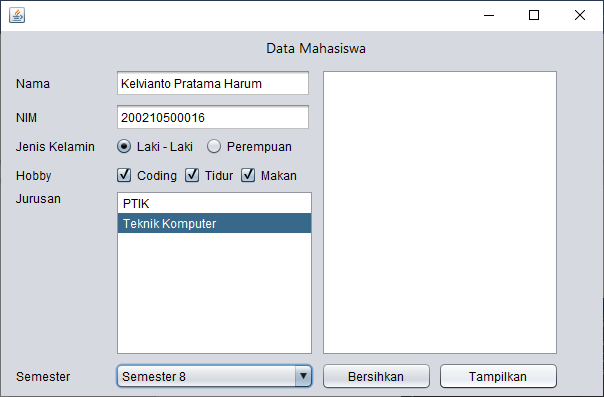 Data Mahasiswa
Nama Kelvianto Pratama Harum
NIM 200210500016
Jenis Kelamin Laki - Laki Perempuan
Hobby Coding Tidur Makan
Jurusan PTIK
Teknik Komputer
Semester Semester 8 Bersihkan Tampilkan